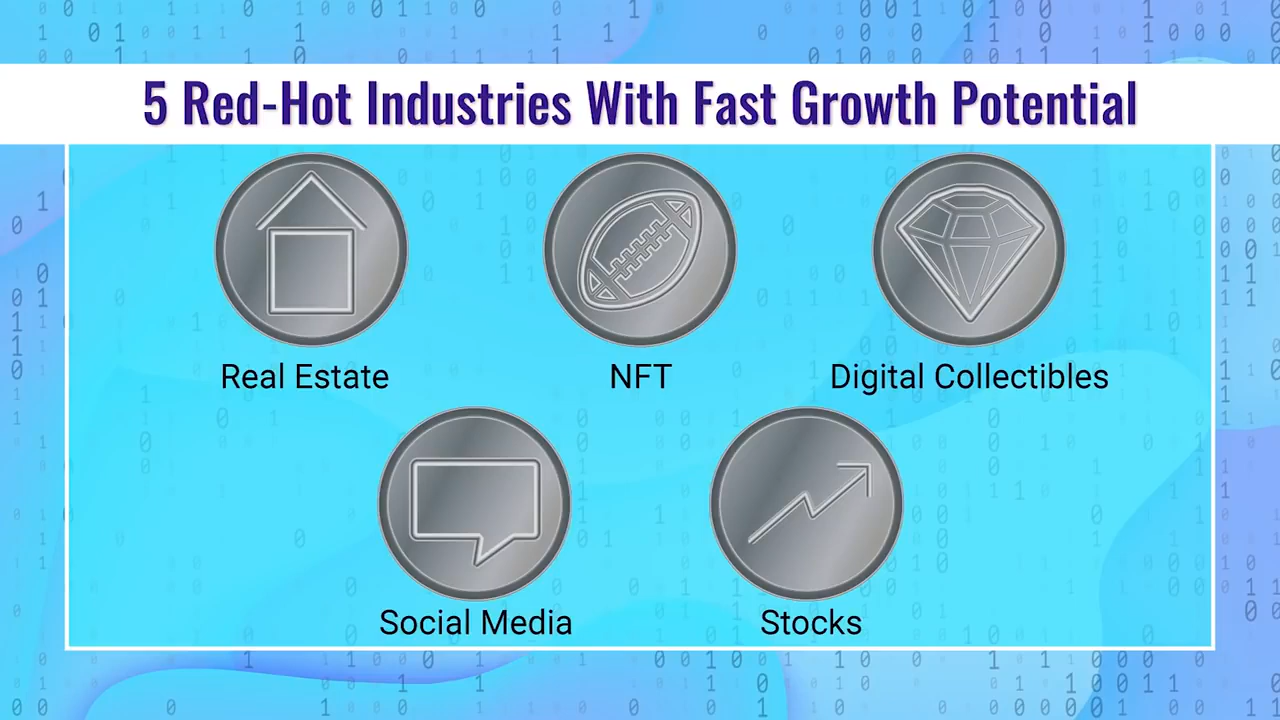 5 Red-Hot Industries With Fast Growth Potential
Real Estate
NFT
Digital Collectibles
Social Media
Stocks